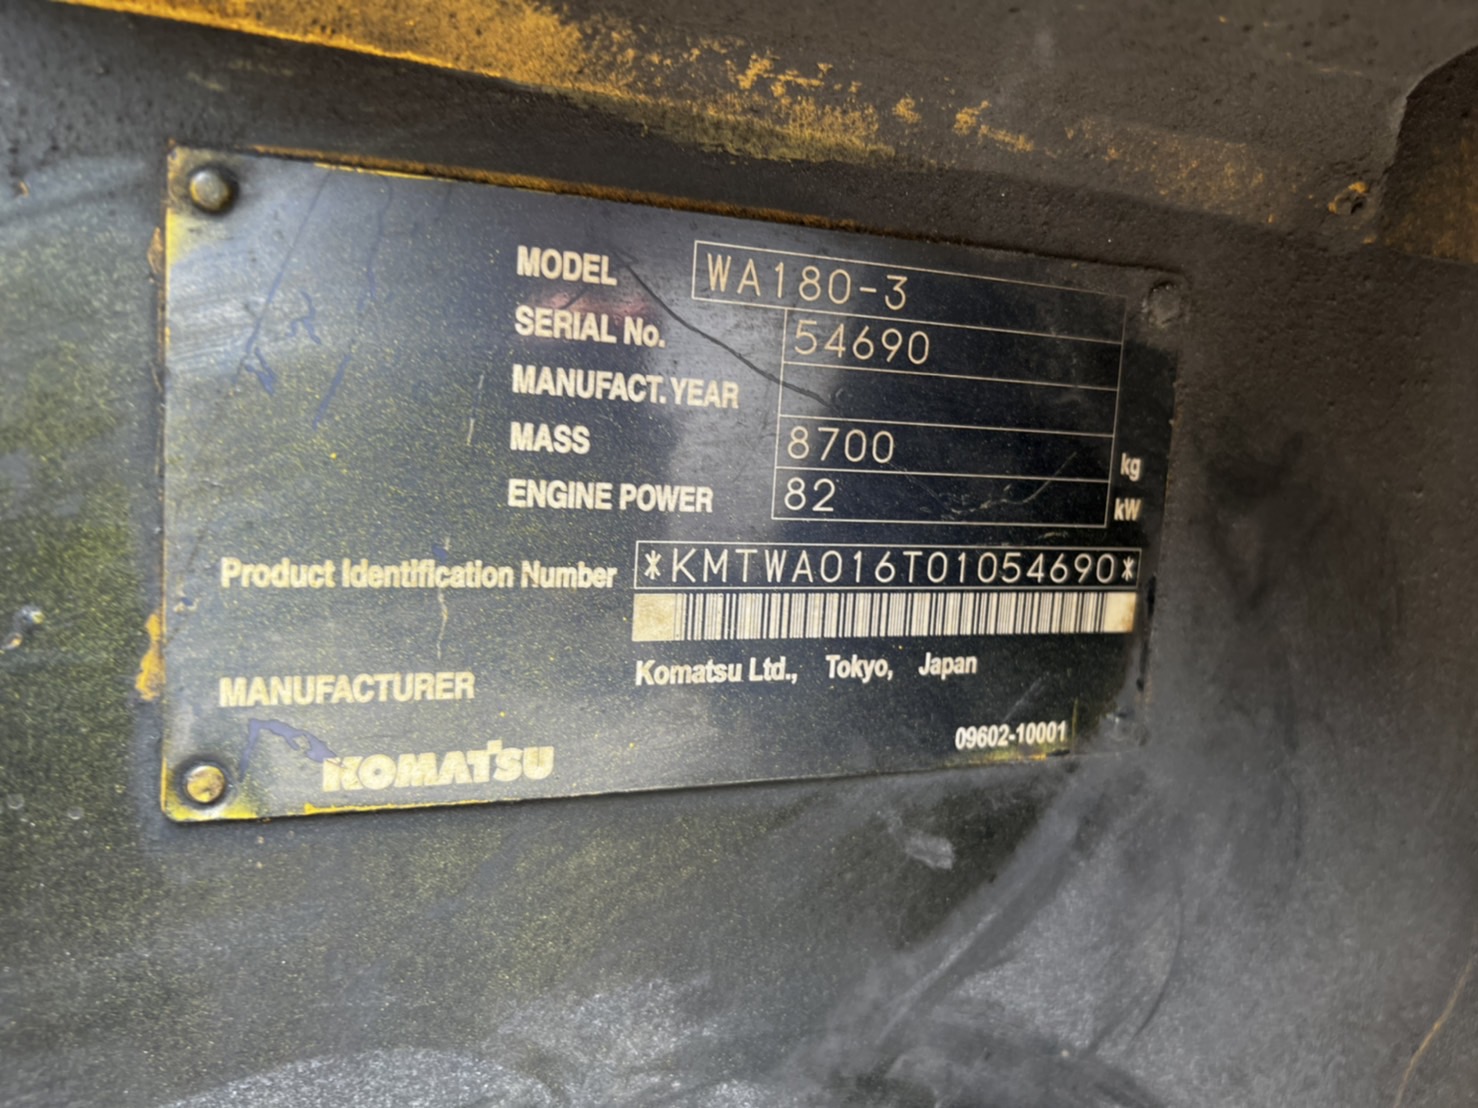 MODEL WA180-3
SERIAL No. 54690
MANUFACT. YEAR
MASS 8700 kg
ENGINE POWER 82 kW
Product Identification Number *KMTWA016T01054690*
Komatsu Ltd., Tokyo, Japan
MANUFACTURER
09602-10001
KOMATSU